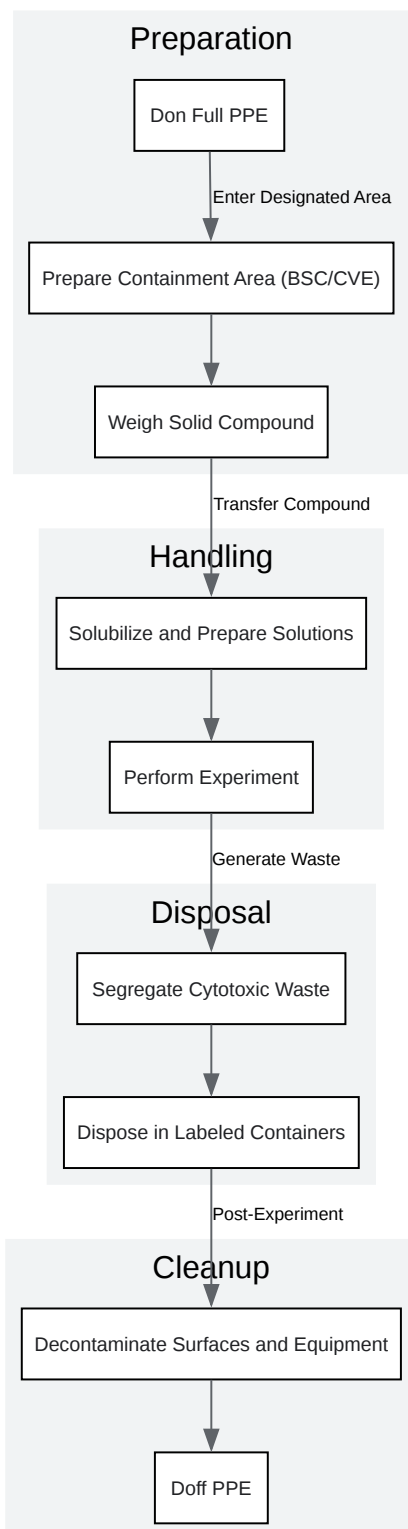 Preparation
Don Full PPE
Enter Designated Area
Prepare Containment Area (BSC/CVE)
Weigh Solid Compound
Transfer Compound
Handling
Solubilize and Prepare Solutions
Perform Experiment
Generate Waste
Disposal
Segregate Cytotoxic Waste
Dispose in Labeled Containers
Post-Experiment
Cleanup
Decontaminate Surfaces and Equipment
Doff PPE